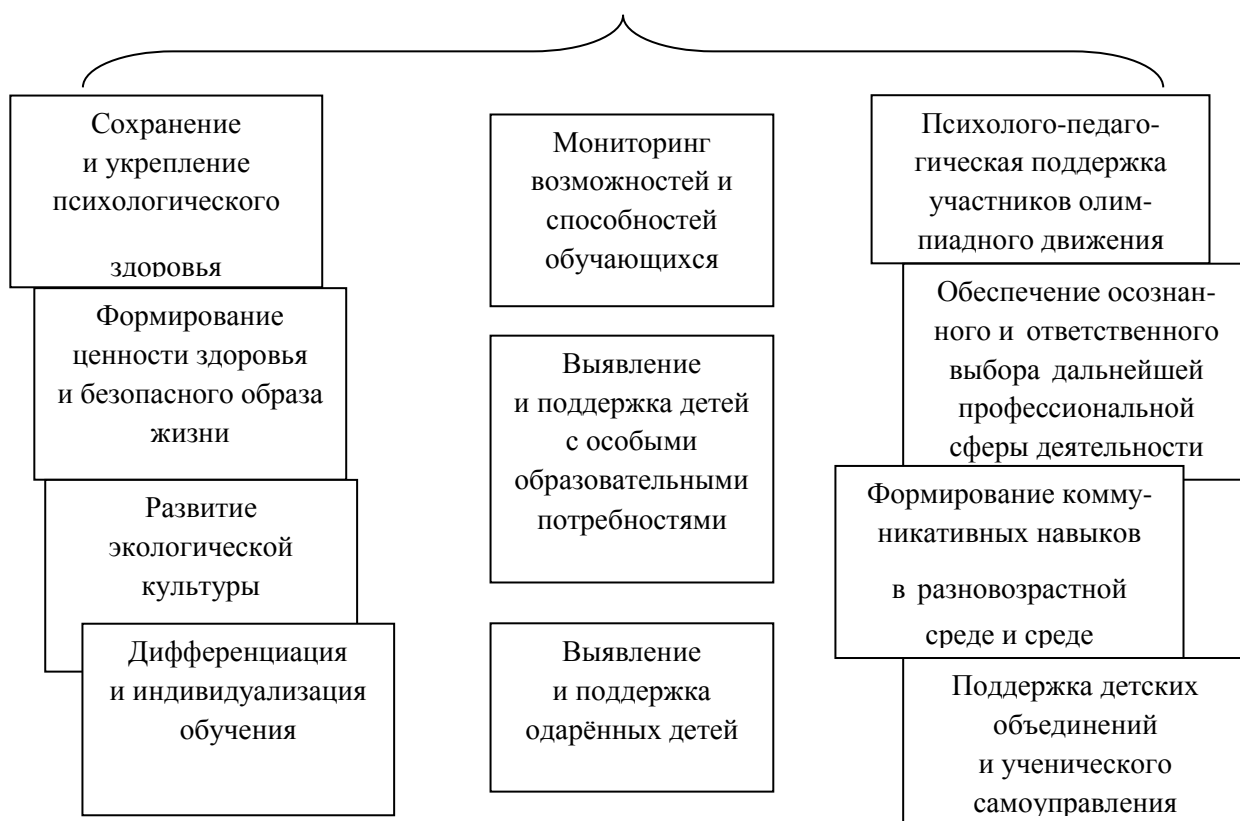 Сохранение
и укрепление
психологического
здоровья
Формирование
ценности здоровья
и безопасного образа
жизни
Развитие
экологической
культуры
Дифференциация
и индивидуализация
обучения
Мониторинг
возможностей и
способностей
обучающихся
Выявление
и поддержка детей
с особыми
образовательными
потребностями
Выявление
и поддержка
одарённых детей
Психолого-педаго-
гическая поддержка
участников олим-
пиадного движения
Обеспечение осознан-
ного и ответственного
выбора дальнейшей
профессиональной
сферы деятельности
Формирование комму-
никативных навыков
в разновозрастной
среде и среде
Поддержка детских
объединений
и ученического
самоуправления